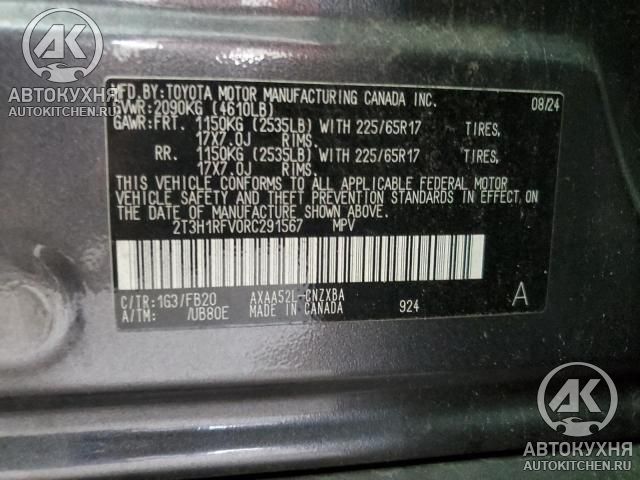 АК
АВТОКУХНЯ
AUTOKITCHEN.RU
MFD.BY:TOYOTA MOTOR MANUFACTURING CANADA INC. 08/24
GVWR:2090KG (4610LB)
GAWR:FRT. 1150KG (2535LB) WITH 225/65R17 TIRES,
17X7.0J RIMS.
RR. 1150KG (2535LB) WITH 225/65R17 TIRES,
17X7.0J RIMS.
THIS VEHICLE CONFORMS TO ALL APPLICABLE FEDERAL MOTOR
VEHICLE SAFETY AND THEFT PREVENTION STANDARDS IN EFFECT
ON THE DATE OF MANUFACTURE SHOWN ABOVE.
2T3H1RFV0RC291567 MPV
C/TR:1G3/FB20 AXAA52L-CNZXBA
A/TM: /UB80E MADE IN CANADA 924 A
АК
АВТОКУХНЯ
AUTOKITCHEN.RU